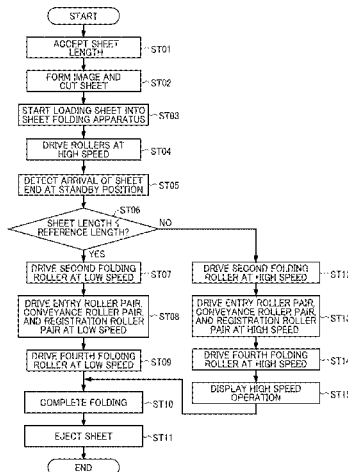 START
ACCEPT SHEET
LENGTH
ST01
FORM IMAGE AND
CUT SHEET
ST02
START LOADING SHEET INTO
SHEET FOLDING APPARATUS
ST03
DRIVE ROLLERS AT
HIGH SPEED
ST04
DETECT ARRIVAL OF SHEET
END AT STANDBY POSITION
ST05
ST06
SHEET LENGTH ≤
REFERENCE LENGTH?
NO
YES
DRIVE SECOND FOLDING
ROLLER AT LOW SPEED
ST07
DRIVE ENTRY ROLLER PAIR,
CONVEYANCE ROLLER PAIR,
AND REGISTRATION ROLLER
PAIR AT LOW SPEED
ST08
DRIVE FOURTH FOLDING
ROLLER AT LOW SPEED
ST09
DRIVE SECOND FOLDING
ROLLER AT HIGH SPEED
ST12
DRIVE ENTRY ROLLER PAIR,
CONVEYANCE ROLLER PAIR,
AND REGISTRATION ROLLER
PAIR AT HIGH SPEED
ST13
DRIVE FOURTH FOLDING
ROLLER AT HIGH SPEED
ST14
DISPLAY HIGH SPEED
OPERATION
ST15
COMPLETE FOLDING
ST10
EJECT SHEET
ST11
END